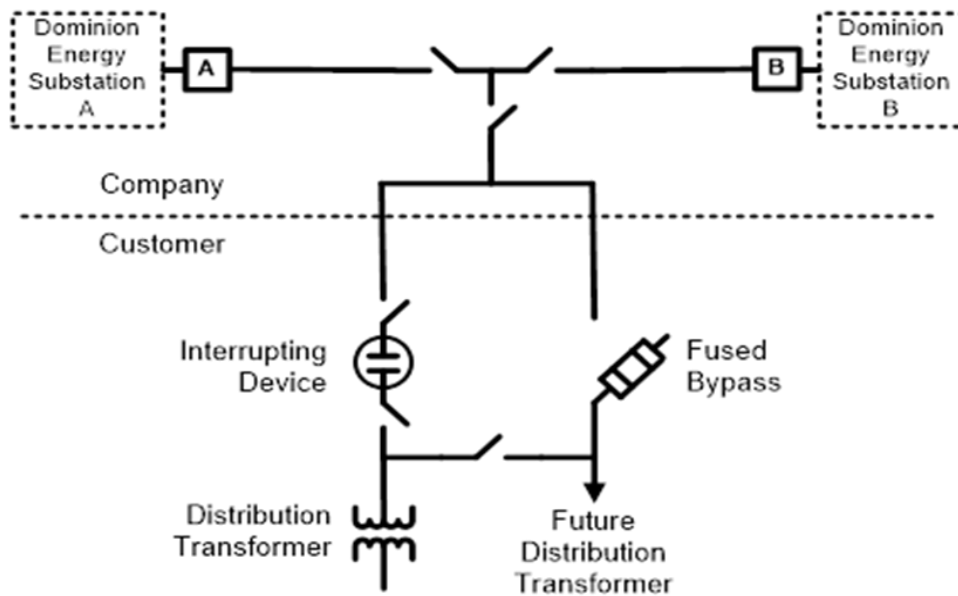 Dominion
Energy
Substation
A
A
B
Dominion
Energy
Substation
B
Company
Customer
Interrupting
Device
Fused
Bypass
Distribution
Transformer
Future
Distribution
Transformer